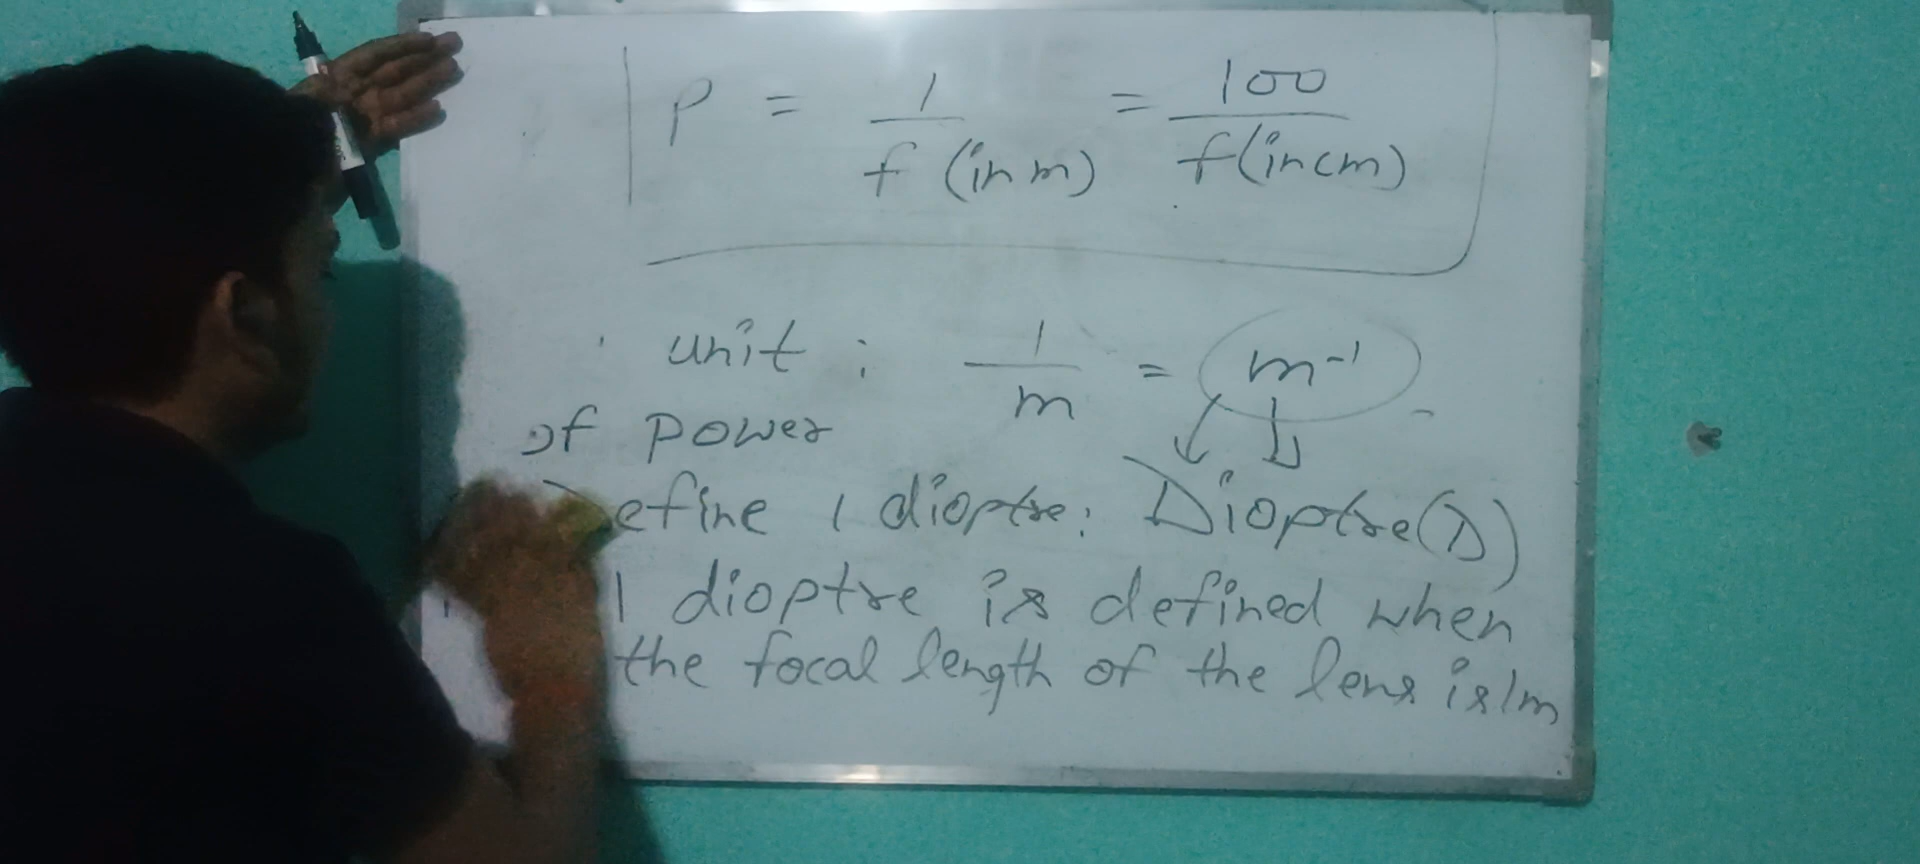 P = 1/f (in m) = 100/f(in cm)
unit : 1/m = m⁻¹
of power
Define 1 dioptre: Dioptre(D)
1 dioptre is defined when
the focal length of the lens is 1m